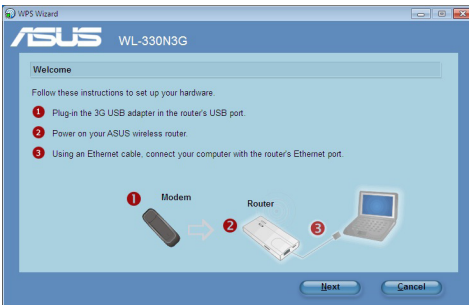 WPS Wizard
ASUS WL-330N3G
Welcome
Follow these instructions to set up your hardware.
1 Plug-in the 3G USB adapter in the router's USB port.
2 Power on your ASUS wireless router.
3 Using an Ethernet cable, connect your computer with the router's Ethernet port.
1 Modem
2 Router
3
Next Cancel